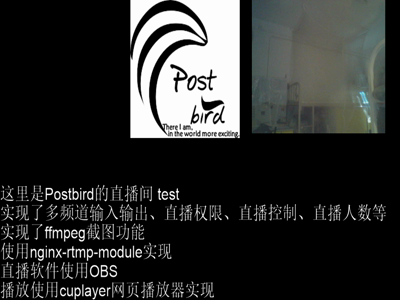 Post
bird
There I am,
in the world more exciting.
这里是Postbird的直播间 test
实现了多频道输入输出、直播权限、直播控制、直播人数等
实现了ffmpeg截图功能
使用nginx-rtmp-module实现
直播软件使用OBS
播放使用cuplayer网页播放器实现